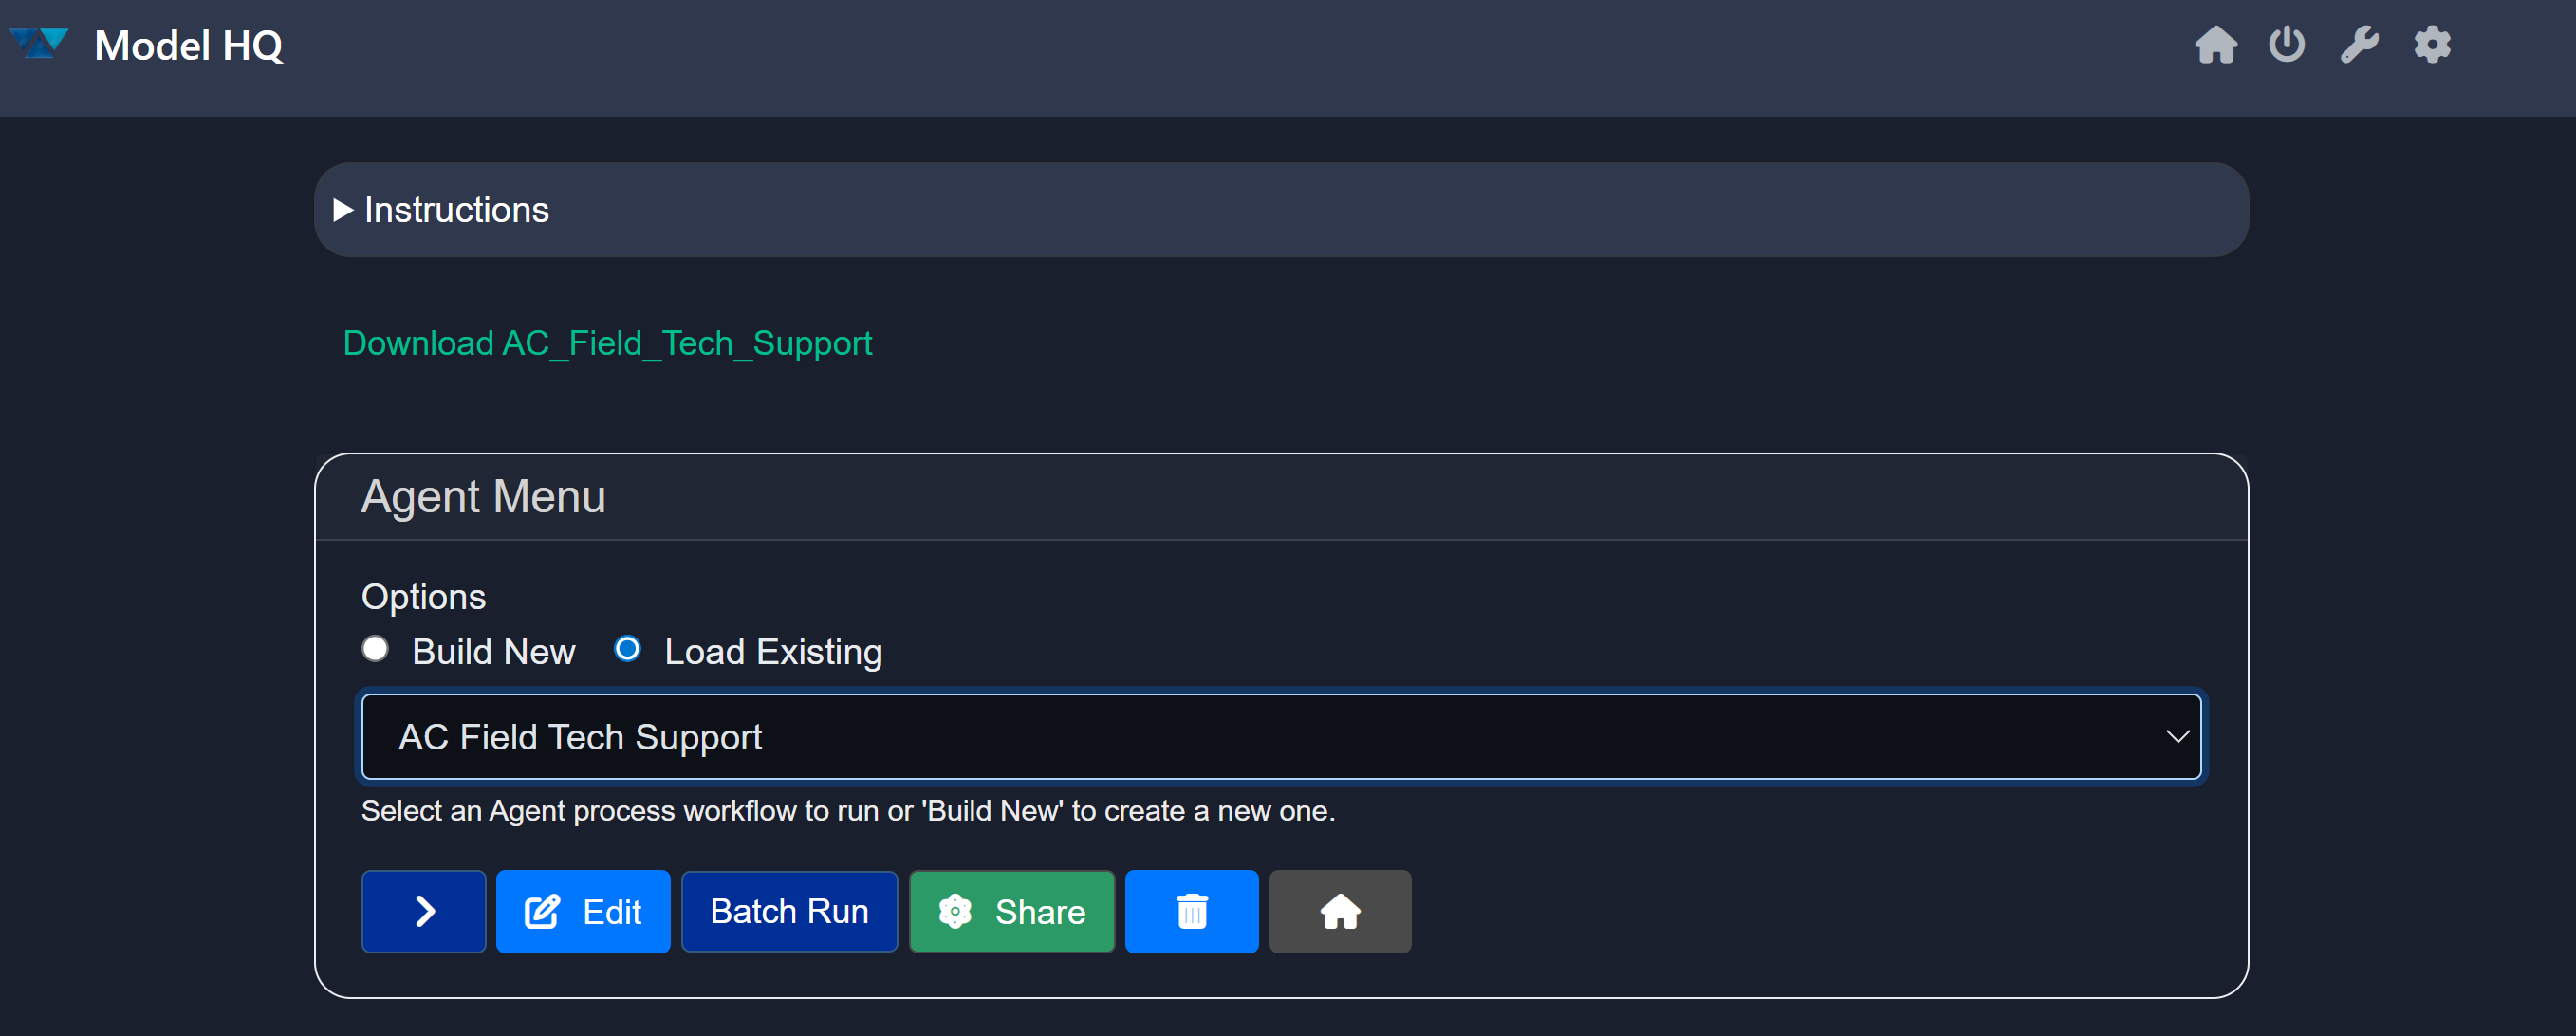 Model HQ
Instructions
Download AC_Field_Tech_Support
Agent Menu
Options
Build New Load Existing
AC Field Tech Support
Select an Agent process workflow to run or 'Build New' to create a new one.
Edit Batch Run Share